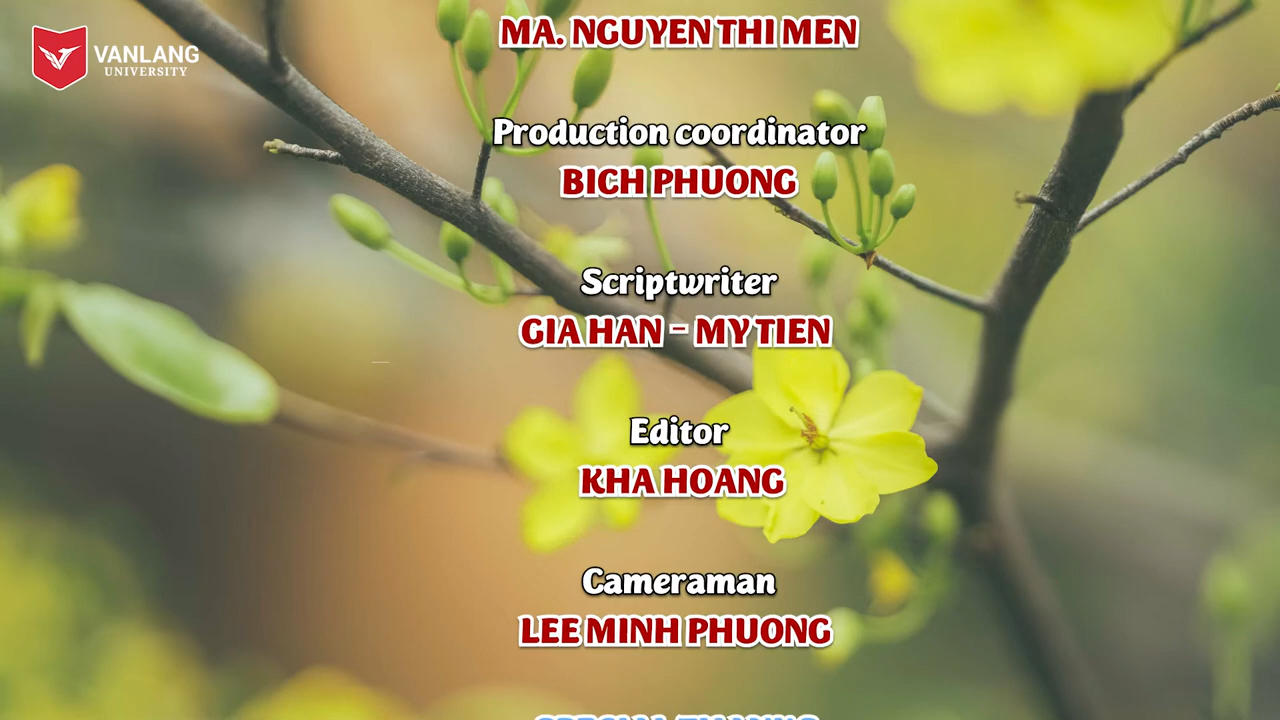 VANLANG
UNIVERSITY
MA. NGUYEN THI MEN
Production coordinator
BICH PHUONG
Scriptwriter
GIA HAN - MY TIEN
Editor
KHA HOANG
Cameraman
LEE MINH PHUONG